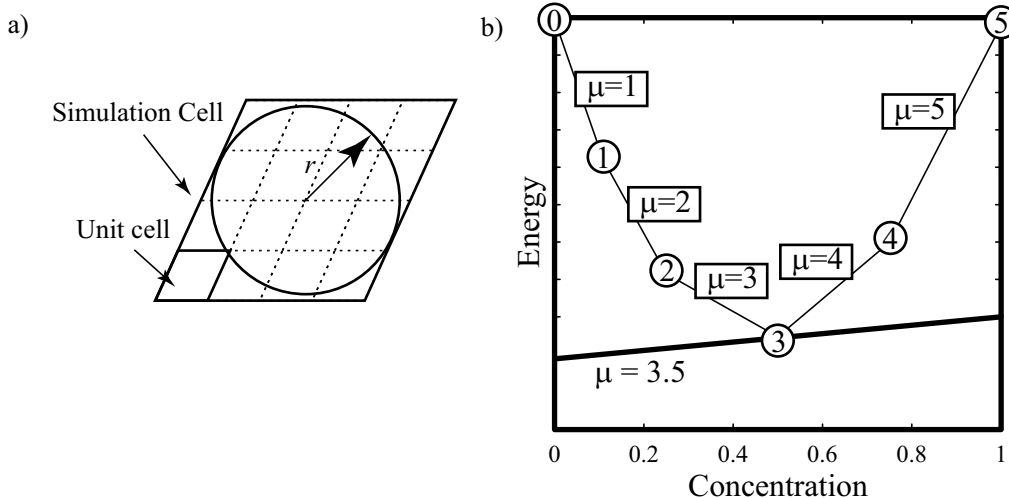 a)
Simulation Cell
Unit cell
r
b)
Energy
0
5
μ=1
μ=5
1
μ=2
4
2
μ=3
μ=4
3
μ = 3.5
0 0.2 0.4 0.6 0.8 1
Concentration